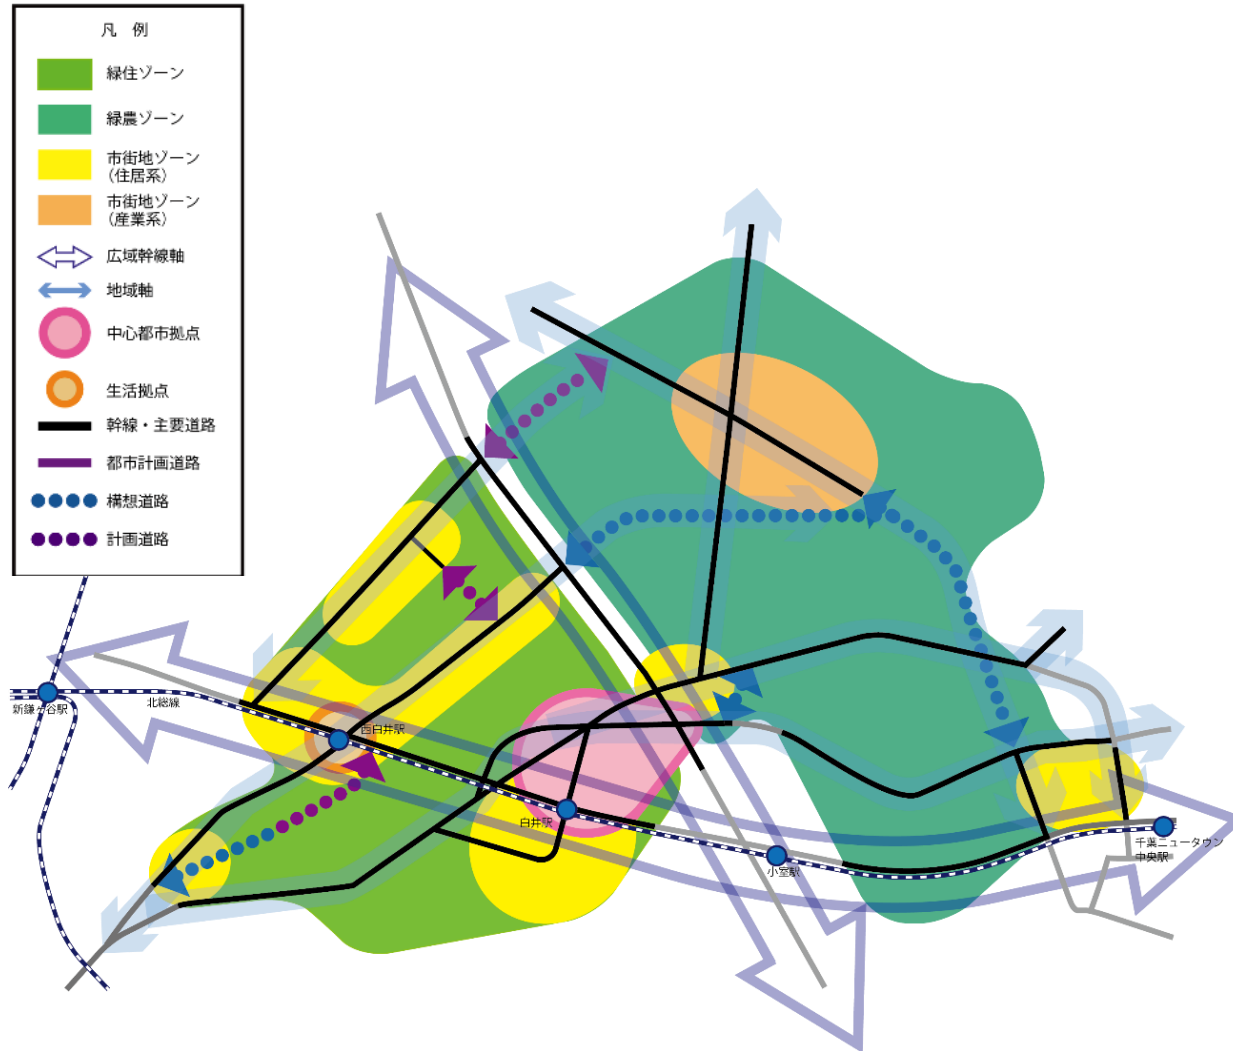 凡 例
緑住ゾーン
緑農ゾーン
市街地ゾーン
(住居系)
市街地ゾーン
(産業系)
広域幹線軸
地域軸
中心都市拠点
生活拠点
幹線・主要道路
都市計画道路
構想道路
計画道路
新鎌ヶ谷駅
北総線
西白井駅
白井駅
小室駅
千葉ニュータウン
中央駅